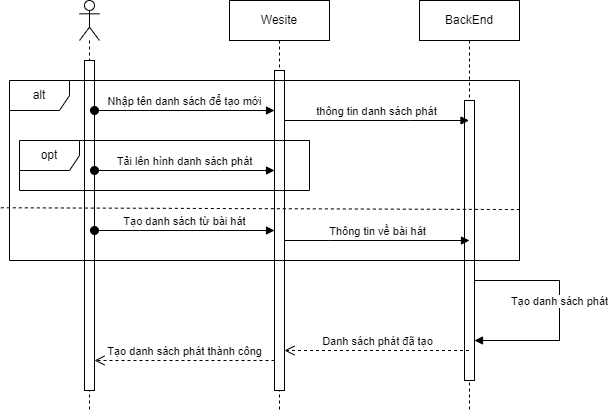 Wesite
BackEnd
alt
Nhập tên danh sách để tạo mới
thông tin danh sách phát
opt
Tải lên hình danh sách phát
Tạo danh sách từ bài hát
Thông tin về bài hát
Tạo danh sách phát
Danh sách phát đã tạo
Tạo danh sách phát thành công